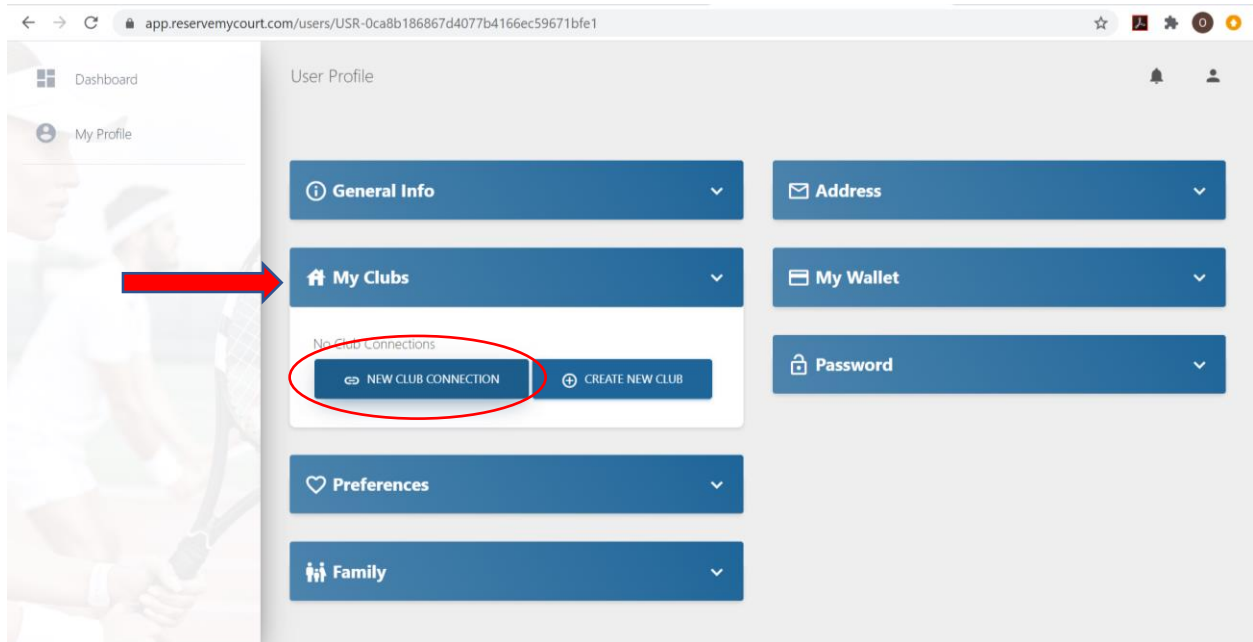 app.reservemycourt.com/users/USR-0ca8b186867d4077b4166ec59671bfe1
O
Dashboard
My Profile
User Profile
General Info
My Clubs
No Club Connections
NEW CLUB CONNECTION
CREATE NEW CLUB
Preferences
Family
Address
My Wallet
Password